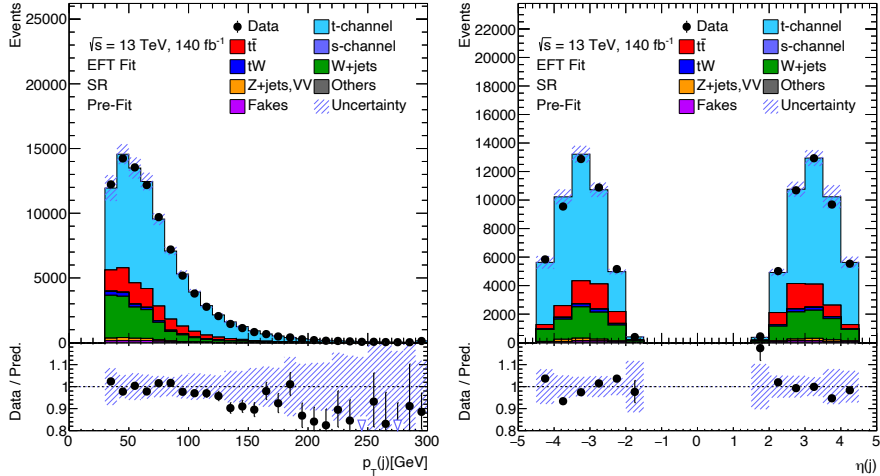 Events
25000
20000
15000
10000
5000
0
√s = 13 TeV, 140 fb⁻¹
EFT Fit
SR
Pre-Fit
Data
tt̄
tW
Z+jets,VV
Fakes
t-channel
s-channel
W+jets
Others
Uncertainty
Data / Pred.
1.1
1
0.9
0.8
0 50 100 150 200 250 300
p_T(j)[GeV]
Events
22000
20000
18000
16000
14000
12000
10000
8000
6000
4000
2000
0
√s = 13 TeV, 140 fb⁻¹
EFT Fit
SR
Pre-Fit
Data
tt̄
tW
Z+jets,VV
Fakes
t-channel
s-channel
W+jets
Others
Uncertainty
Data / Pred.
1.1
1
0.9
0.8
−5 −4 −3 −2 −1 0 1 2 3 4 5
η(j)